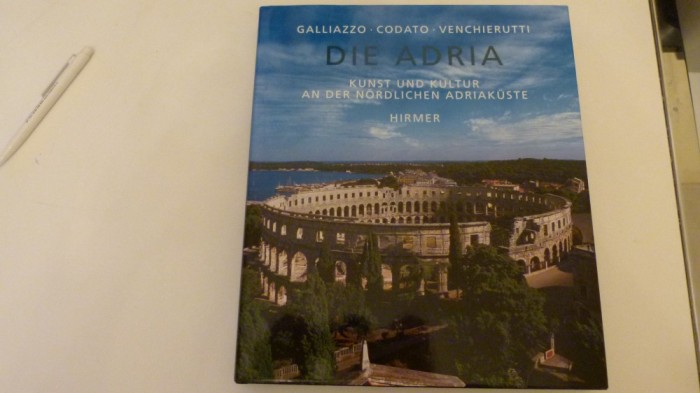 GALLIAZZO · CODATO · VENCHIERUTTI
DIE ADRIA
KUNST UND KULTUR
AN DER NÖRDLICHEN ADRIAKÜSTE
HIRMER